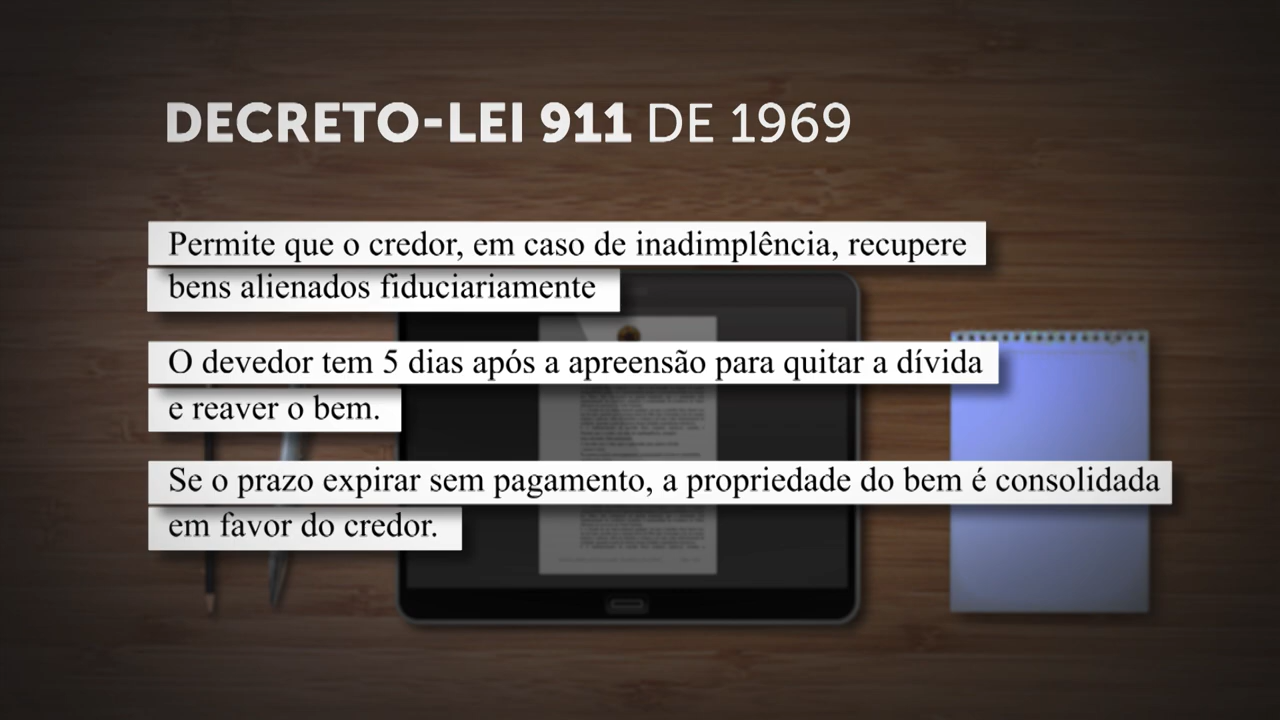 DECRETO-LEI 911 DE 1969
Permite que o credor, em caso de inadimplência, recupere
bens alienados fiduciariamente
O devedor tem 5 dias após a apreensão para quitar a dívida
e reaver o bem.
Se o prazo expirar sem pagamento, a propriedade do bem é consolidada
em favor do credor.